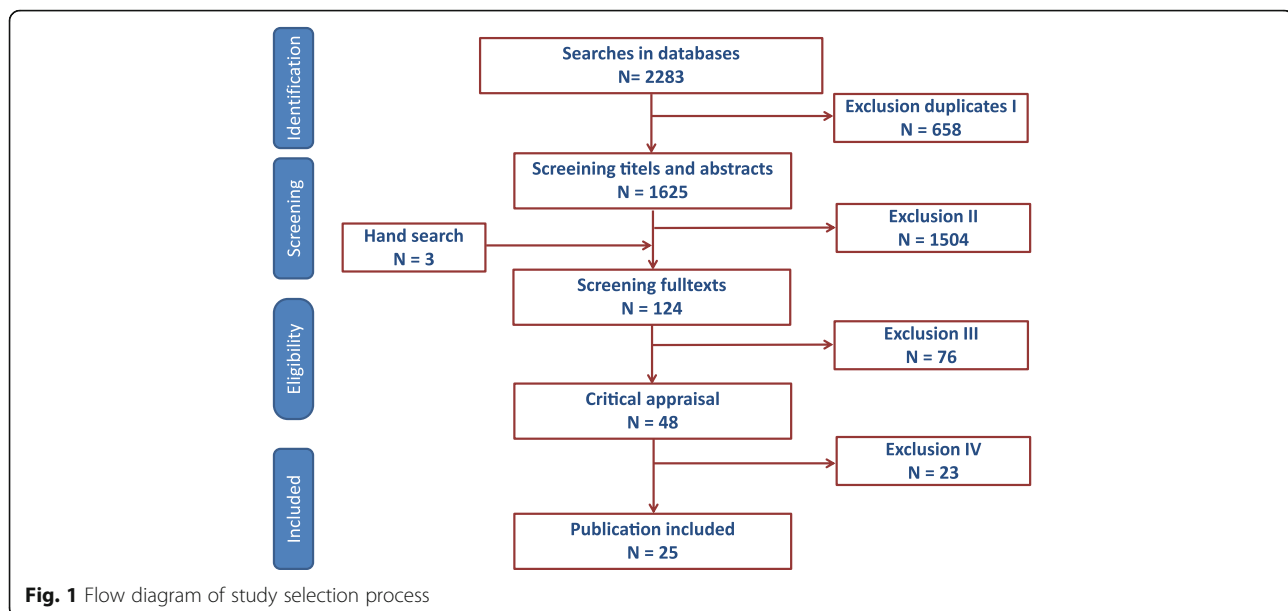 Identification
Searches in databases
N= 2283
Exclusion duplicates I
N = 658
Screening
Screeining titels and abstracts
N = 1625
Exclusion II
N = 1504
Hand search
N = 3
Screening fulltexts
N = 124
Eligibility
Exclusion III
N = 76
Critical appraisal
N = 48
Included
Exclusion IV
N = 23
Publication included
N = 25
Fig. 1 Flow diagram of study selection process